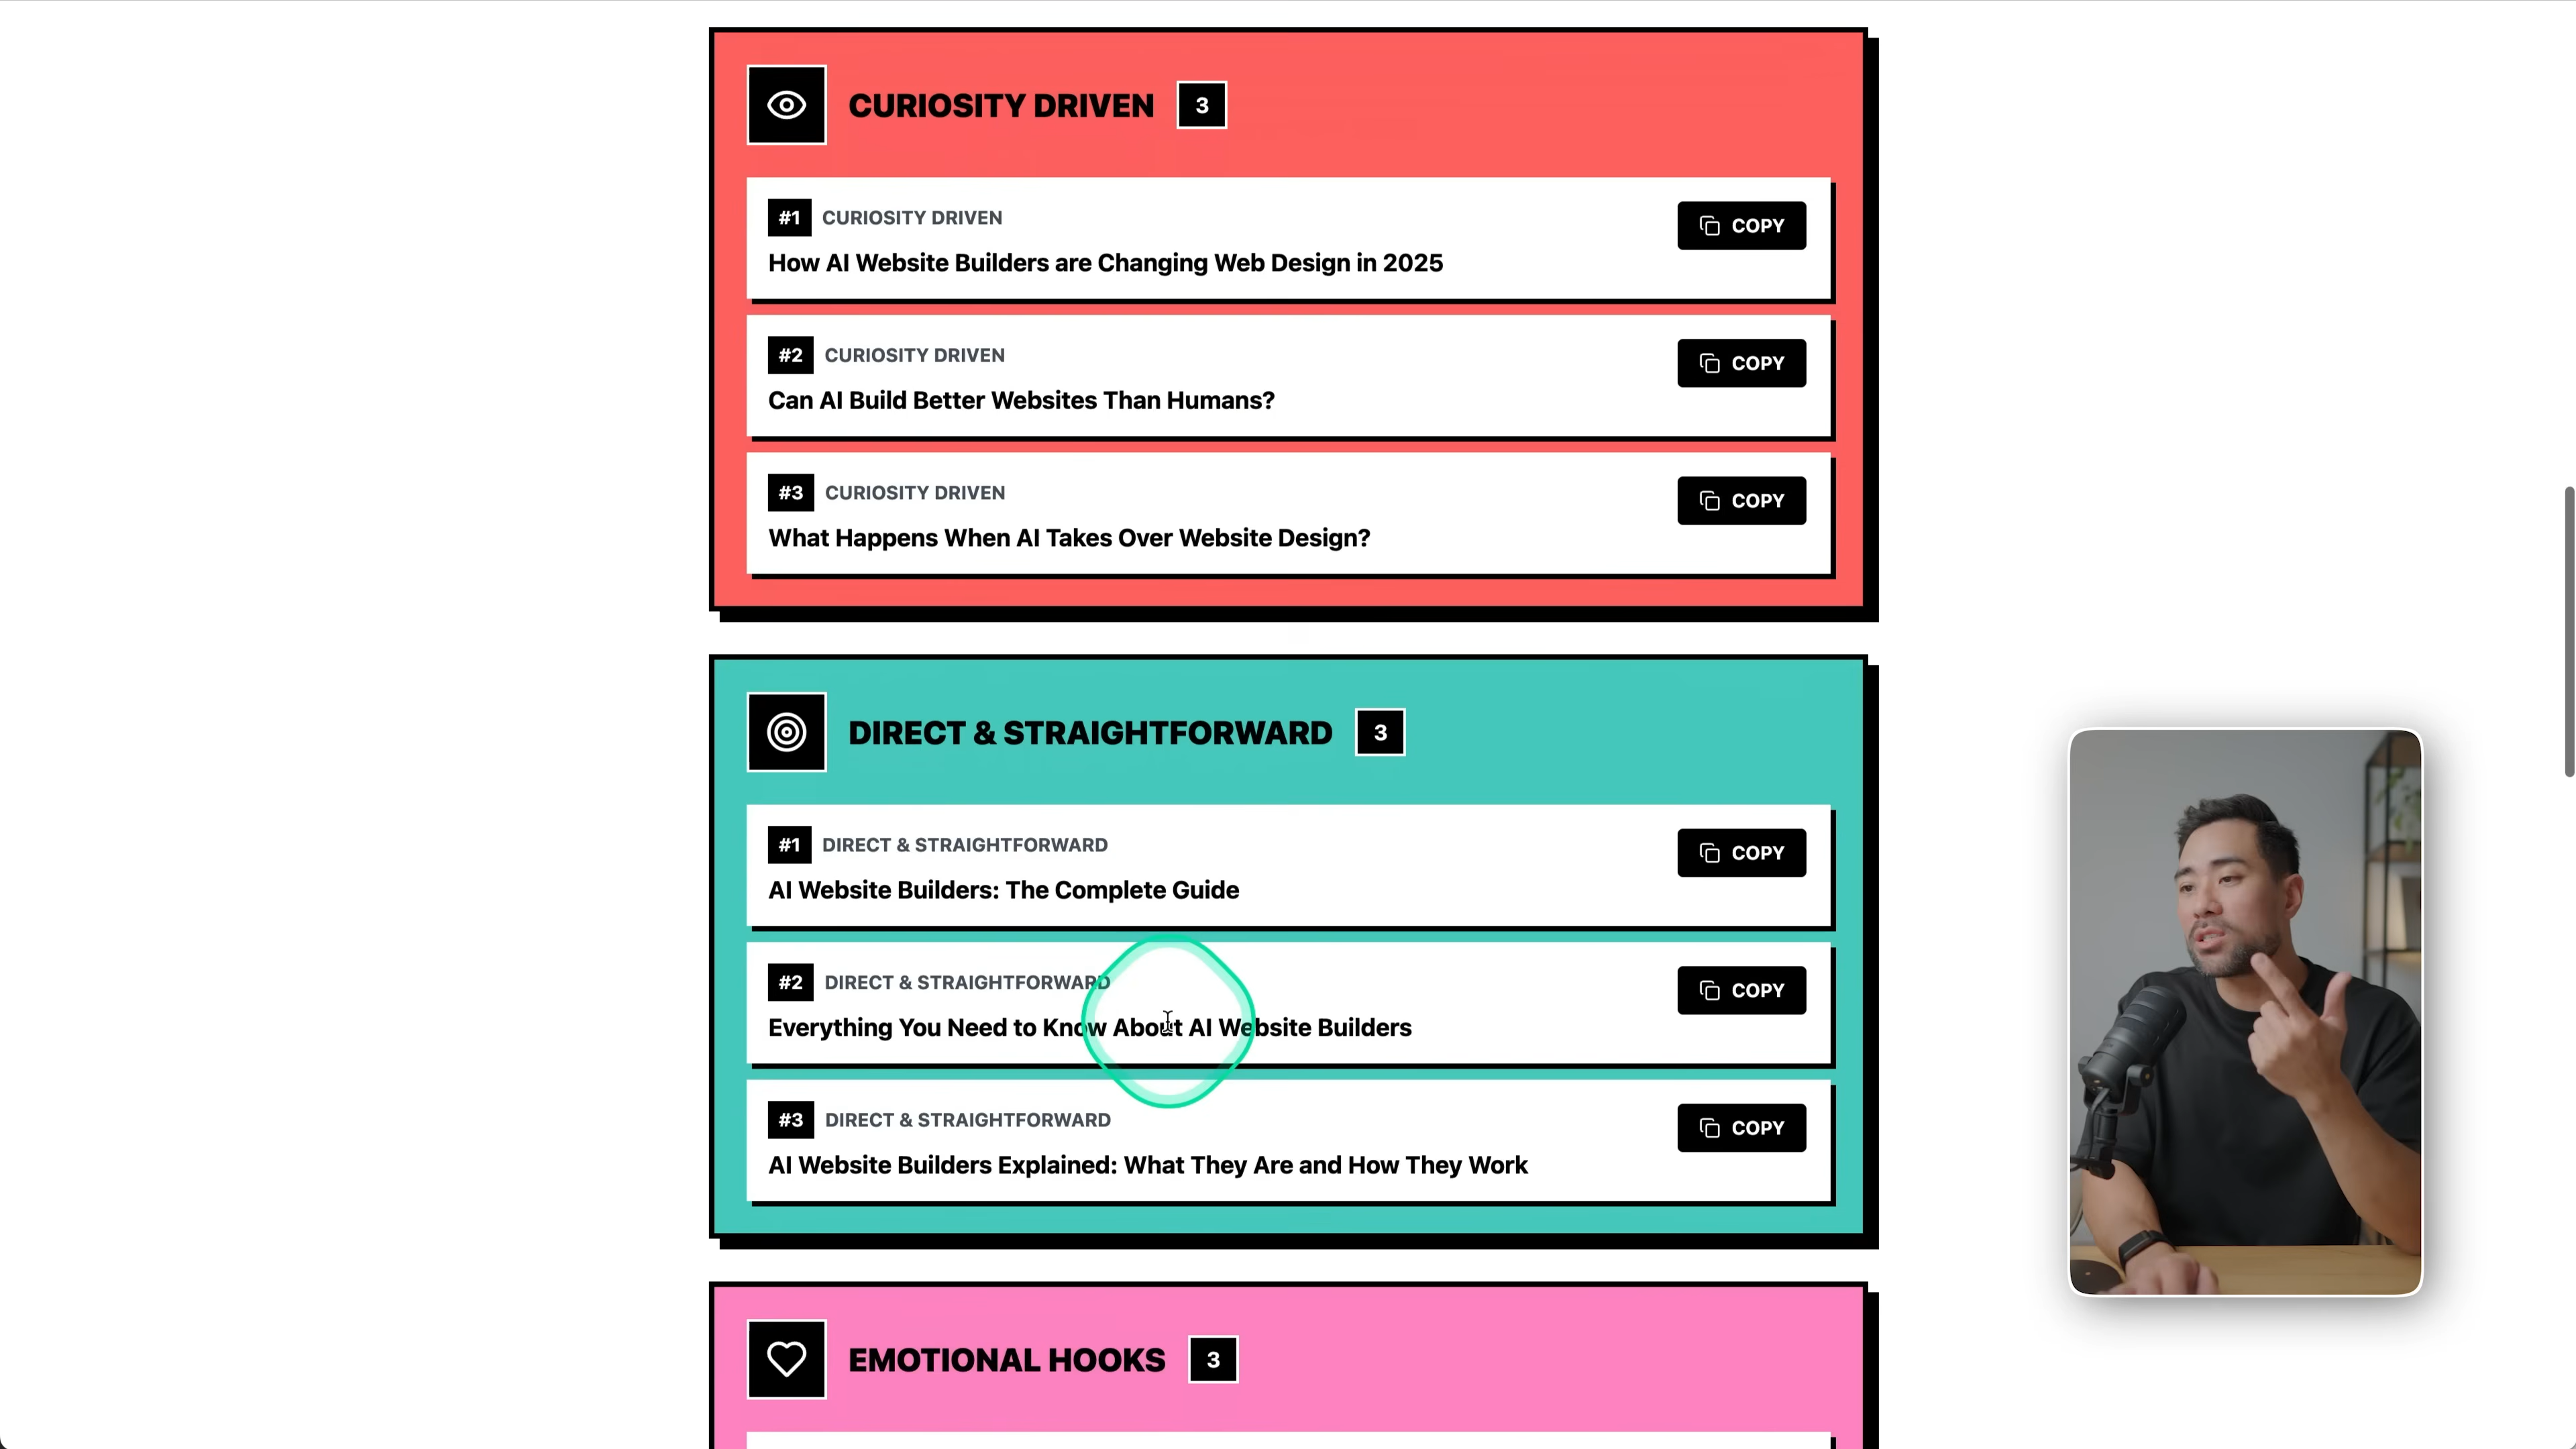 CURIOSITY DRIVEN 3
#1 CURIOSITY DRIVEN
COPY
How AI Website Builders are Changing Web Design in 2025
#2 CURIOSITY DRIVEN
COPY
Can AI Build Better Websites Than Humans?
#3 CURIOSITY DRIVEN
COPY
What Happens When AI Takes Over Website Design?
DIRECT & STRAIGHTFORWARD 3
#1 DIRECT & STRAIGHTFORWARD
COPY
AI Website Builders: The Complete Guide
#2 DIRECT & STRAIGHTFORWARD
COPY
Everything You Need to Know About AI Website Builders
#3 DIRECT & STRAIGHTFORWARD
COPY
AI Website Builders Explained: What They Are and How They Work
EMOTIONAL HOOKS 3